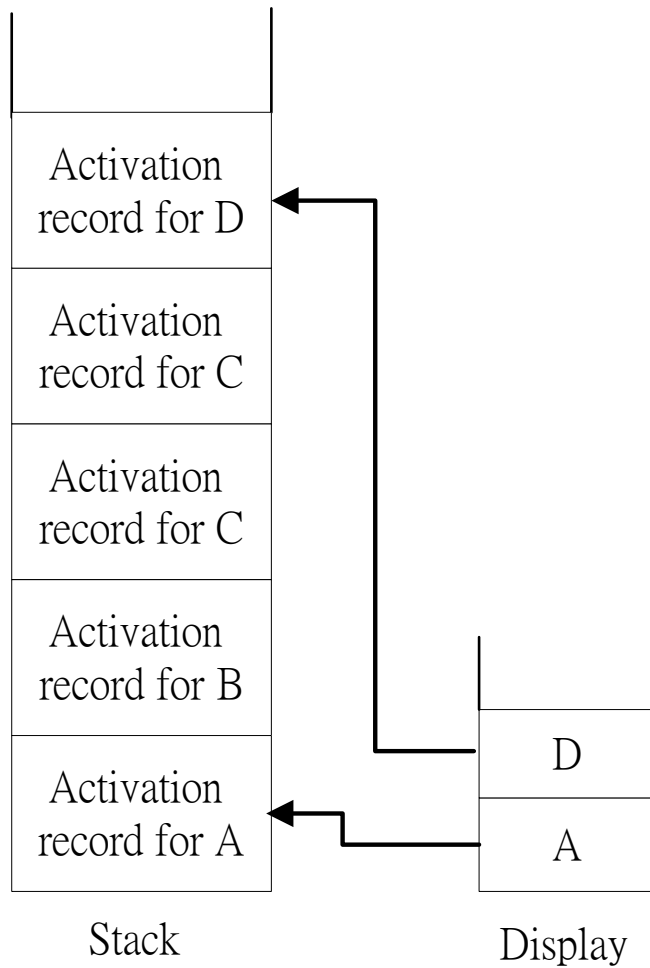 Activation
record for D
Activation
record for C
Activation
record for C
Activation
record for B
Activation
record for A
Stack
D
A
Display